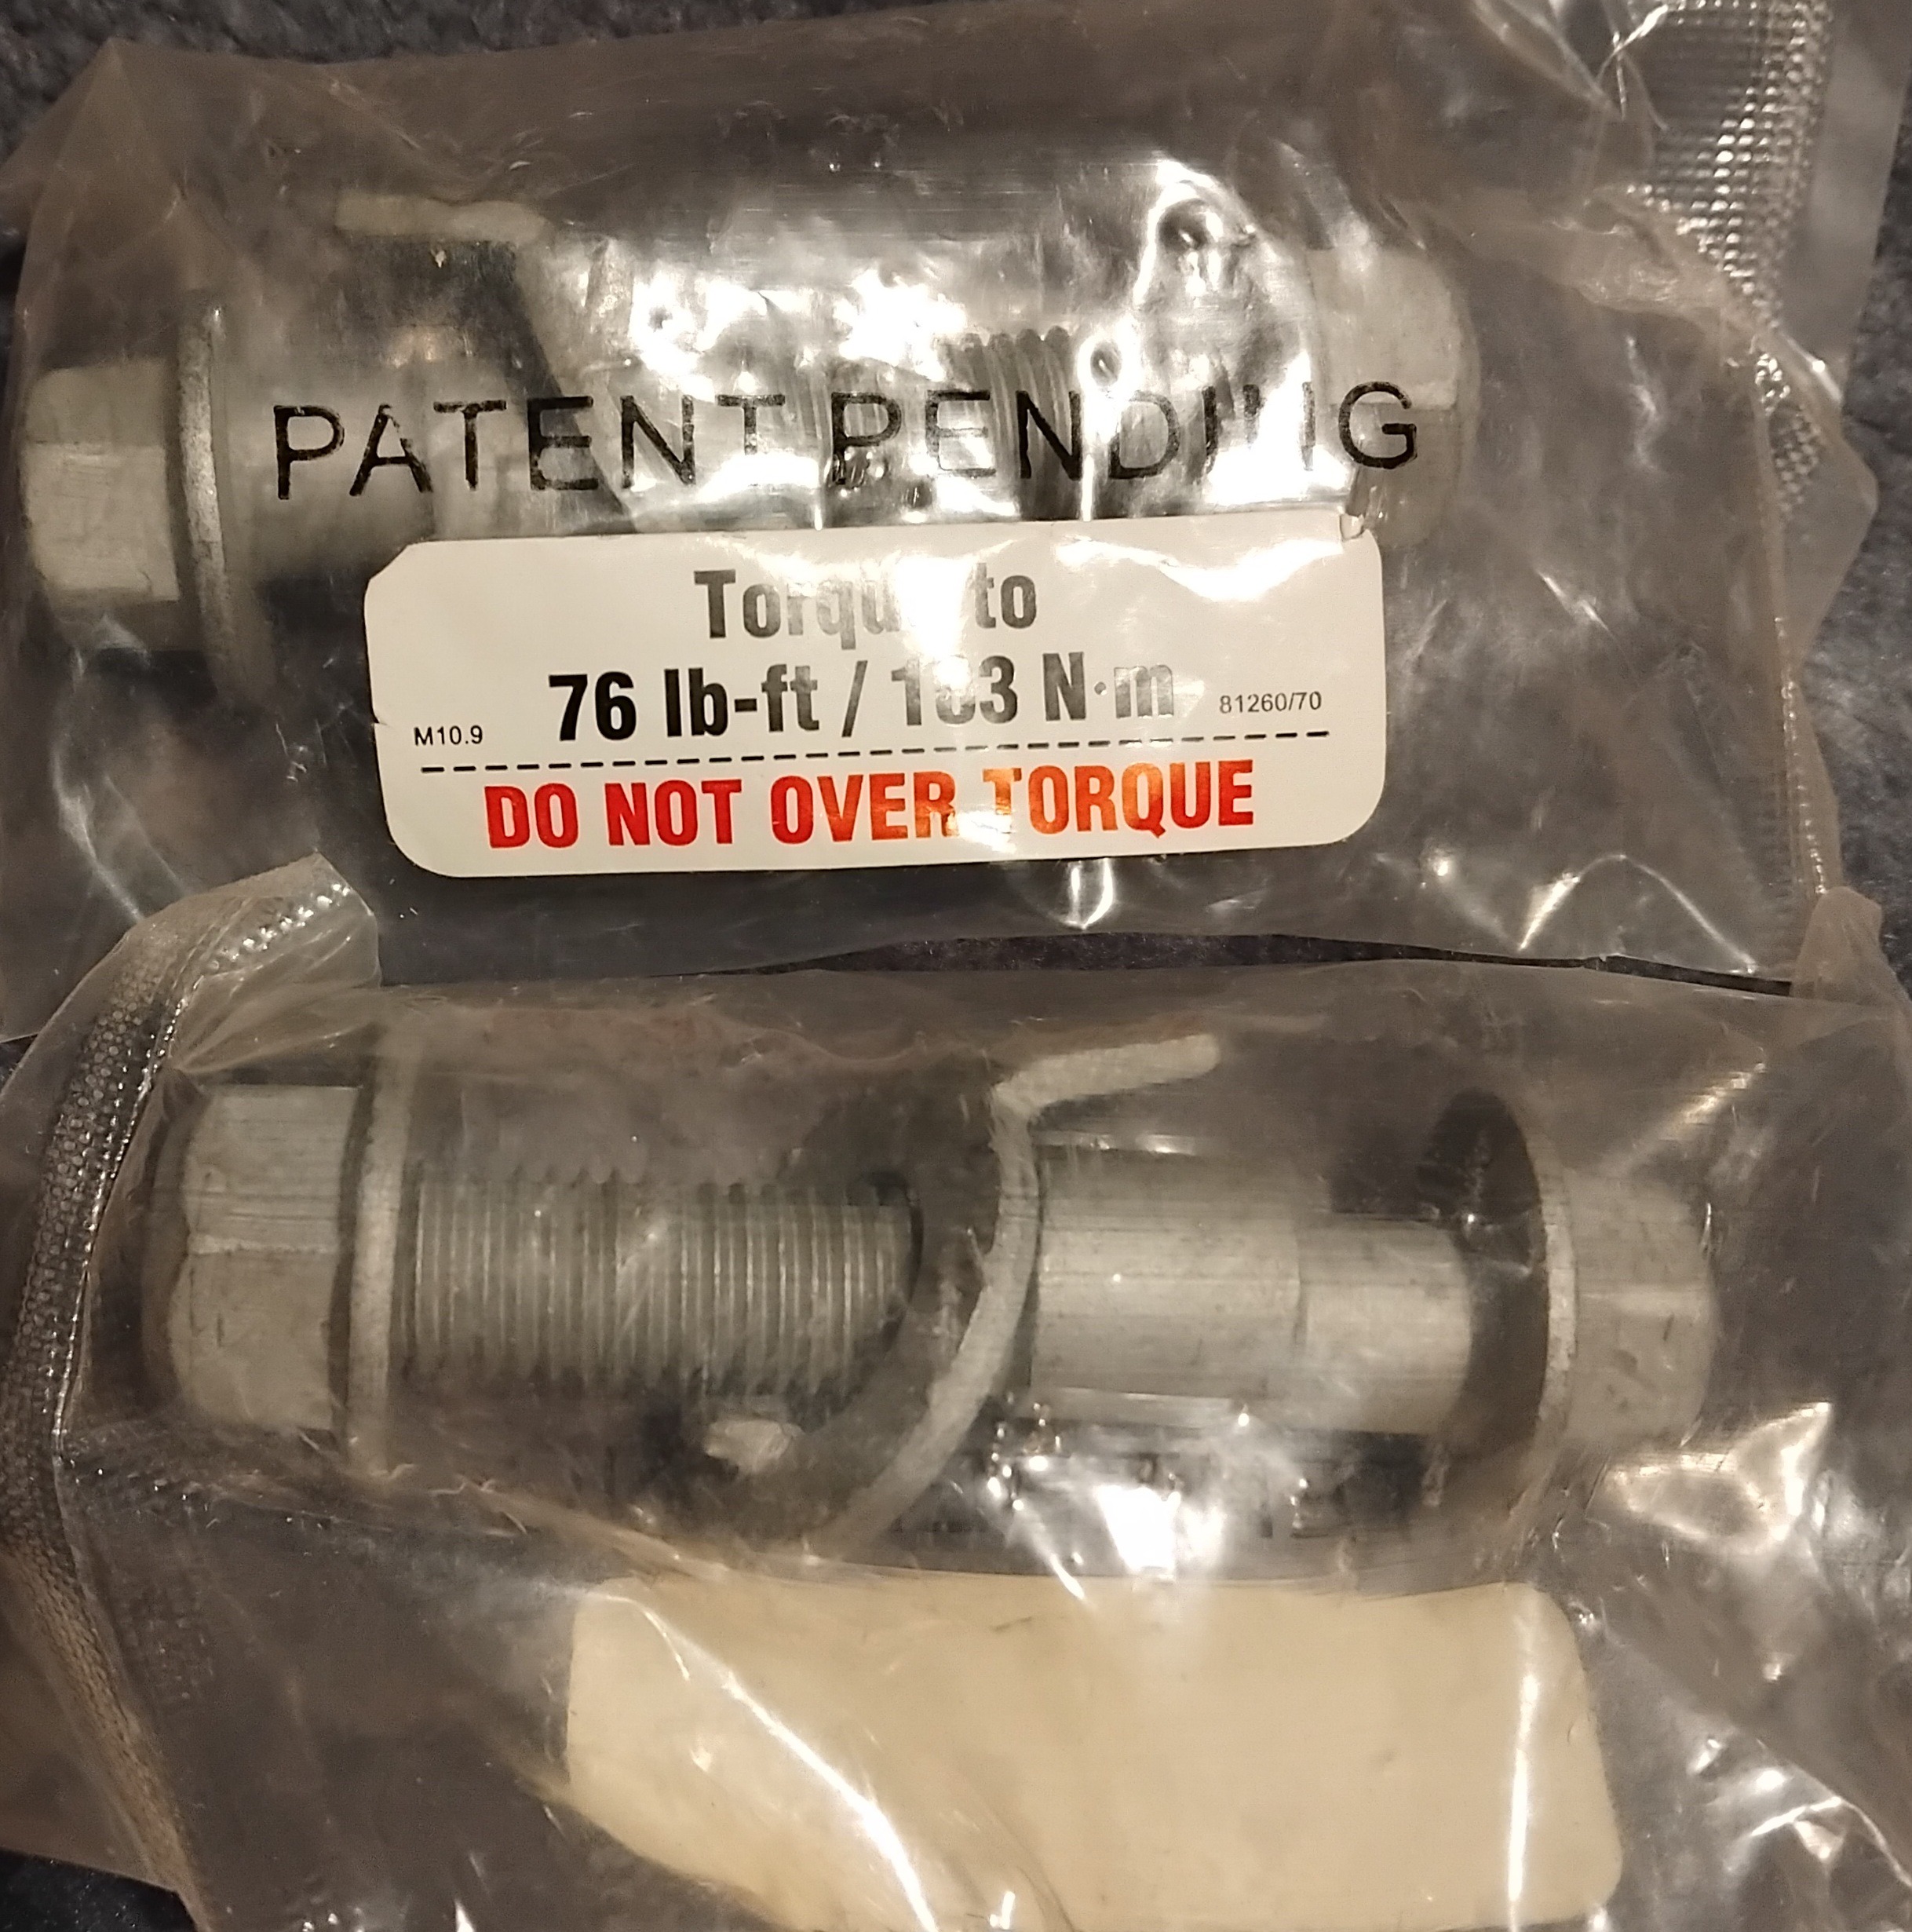 PATENT PENDING
Torque to
76 lb-ft / 103 N·m
M10.9
81260/70
DO NOT OVER TORQUE